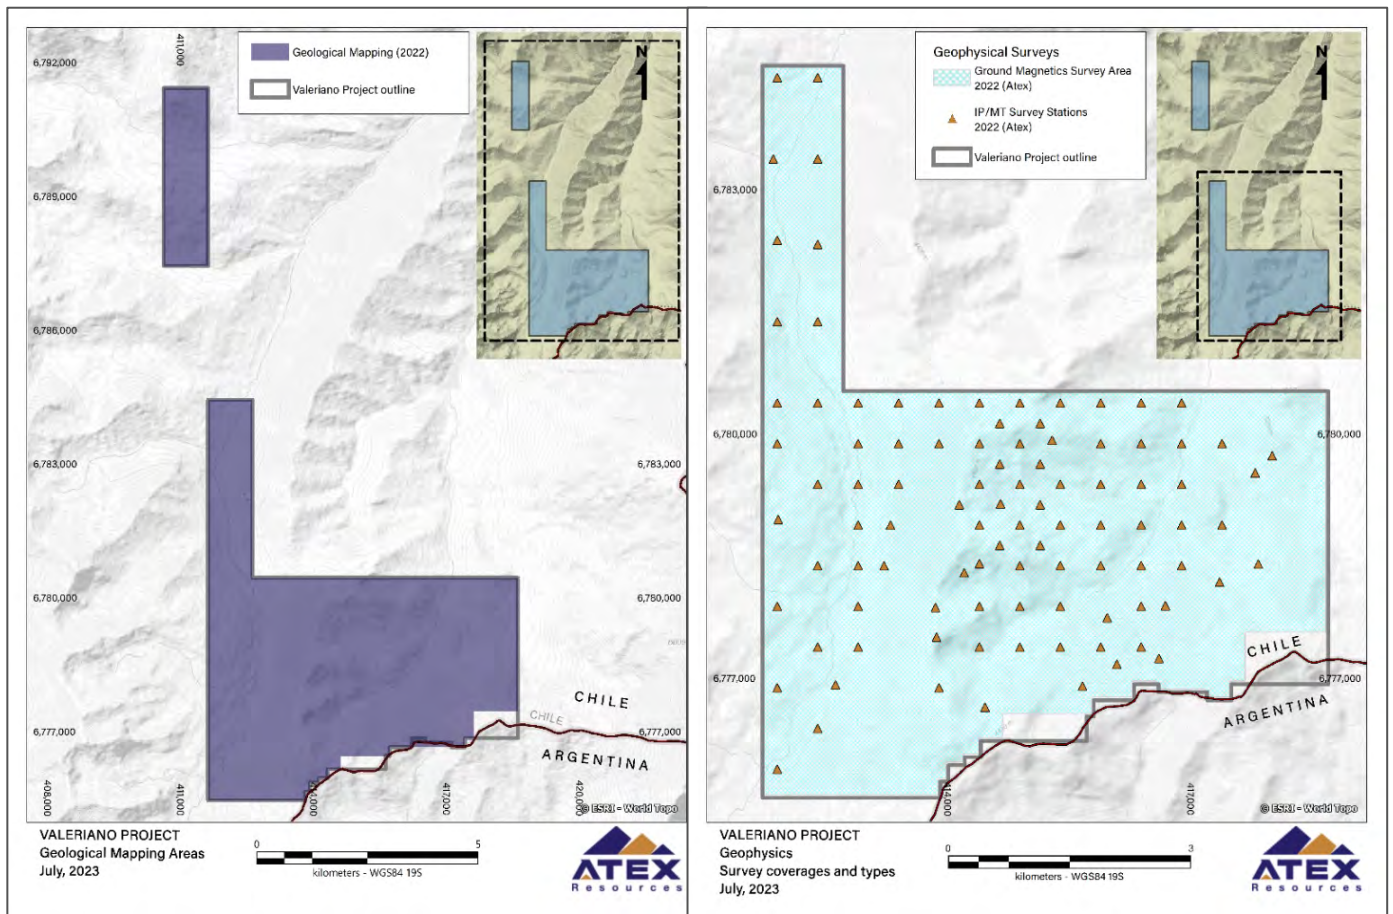 411,000
6,792,000
6,789,000
6,786,000
6,783,000
6,783,000
6,780,000
6,780,000
6,777,000
6,777,000
Geological Mapping (2022)
Valeriano Project outline
N
CHILE
CHILE
ARGENTINA
408,000
411,000
417,000
© ESRI - World Topo
VALERIANO PROJECT
Geological Mapping Areas
July, 2023
0
5
kilometers - WGS84 19S
ATEX
Resources
Geophysical Surveys
Ground Magnetics Survey Area
2022 (Atex)
IP/MT Survey Stations
2022 (Atex)
Valeriano Project outline
N
6,783,000
6,780,000
6,780,000
6,777,000
6,777,000
CHILE
ARGENTINA
414,000
417,000
© ESRI - World Topo
VALERIANO PROJECT
Geophysics
Survey coverages and types
July, 2023
0
3
kilometers - WGS84 19S
ATEX
Resources